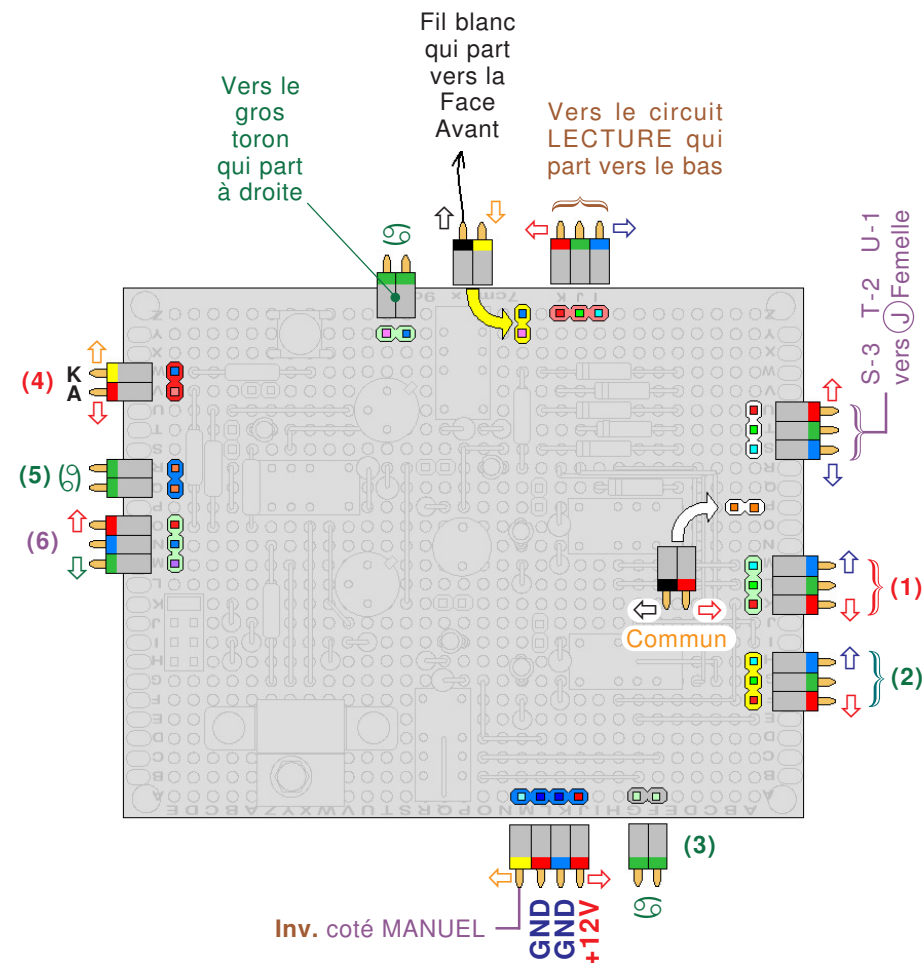 Fil blanc
qui part
vers la
Face
Avant
Vers le
gros
toron
qui part
à droite
Vers le circuit
LECTURE qui
part vers le bas
S-3 T-2 U-1
vers J Femelle
(4)
K
A
(5)
(6)
(1)
Commun
(2)
(3)
GND
GND
+12V
Inv. coté MANUEL